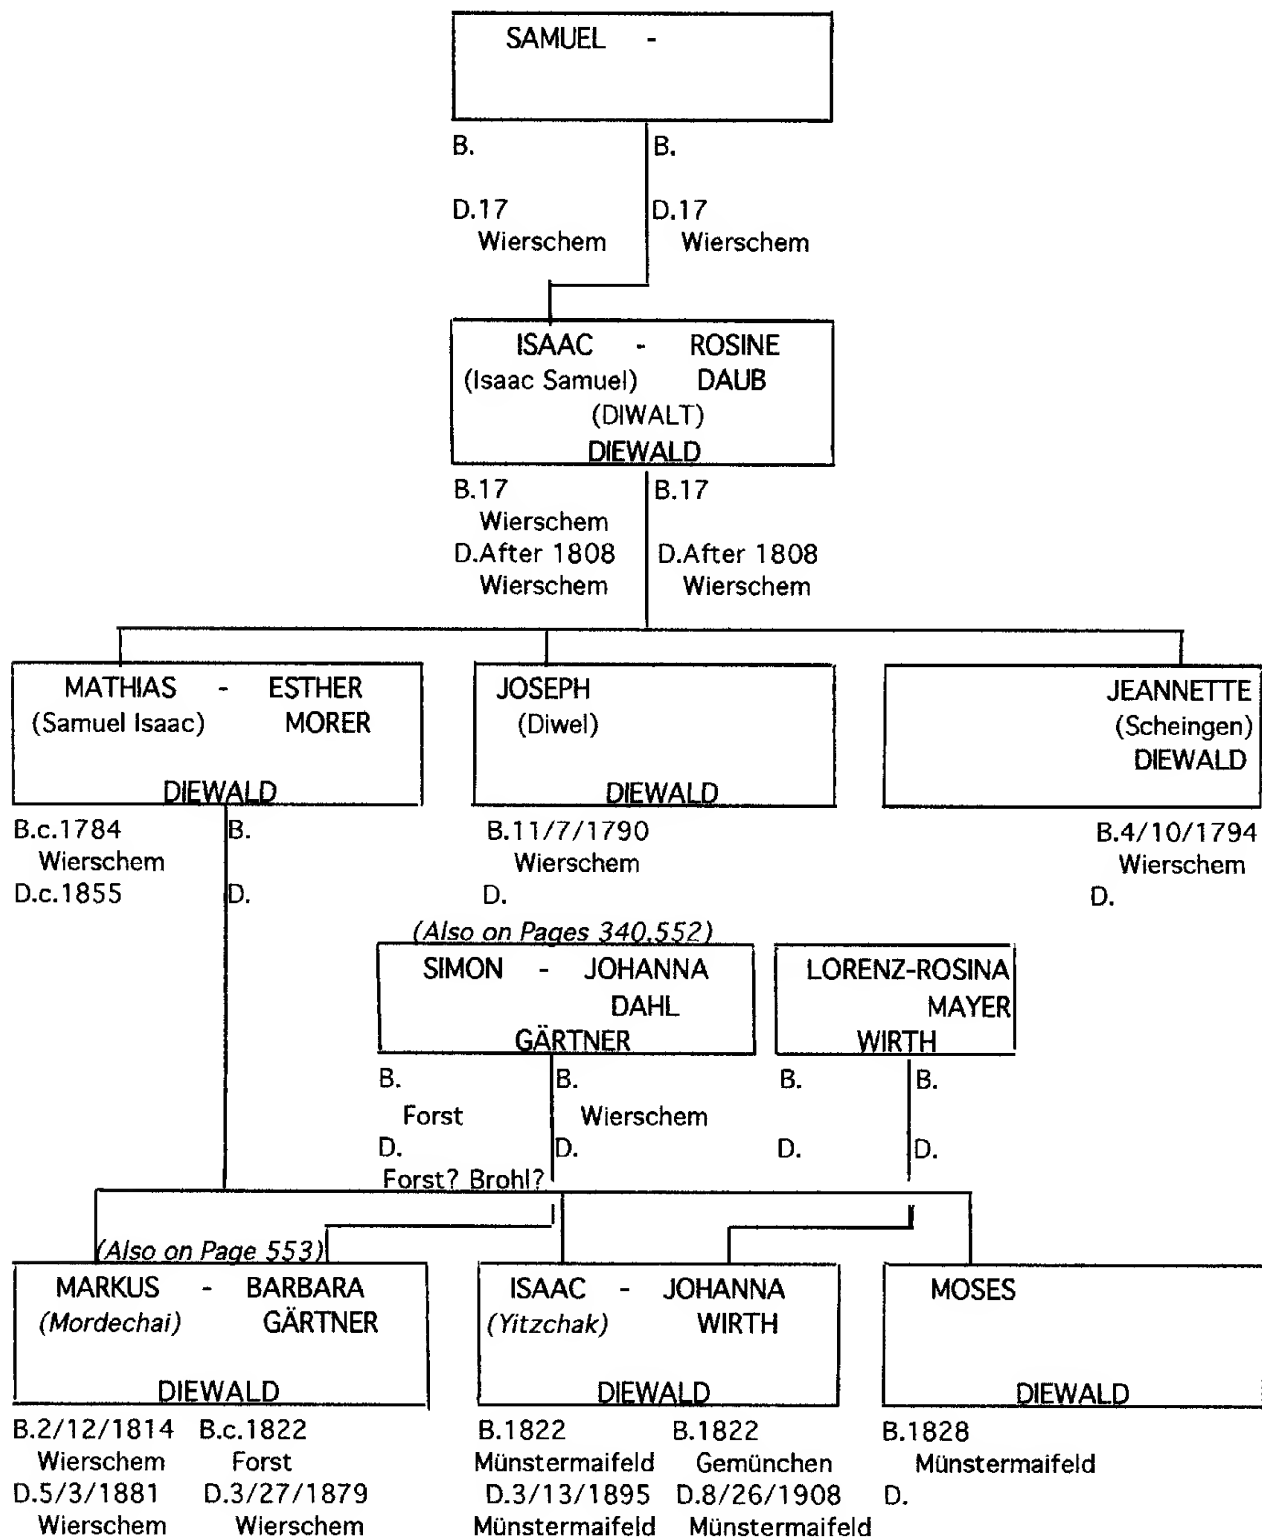 SAMUEL -
B. B.
D.17 D.17
Wierschem Wierschem
ISAAC - ROSINE
(Isaac Samuel) DAUB
(DIWALT)
DIEWALD
B.17 B.17
Wierschem
D.After 1808 D.After 1808
Wierschem Wierschem
MATHIAS - ESTHER
(Samuel Isaac) MORER
DIEWALD
B.c.1784 B.
Wierschem
D.c.1855 D.
JOSEPH
(Diwel)
DIEWALD
B.11/7/1790
Wierschem
D.
JEANNETTE
(Scheingen)
DIEWALD
B.4/10/1794
Wierschem
D.
(Also on Pages 340,552)
SIMON - JOHANNA
DAHL
GÄRTNER
B. B.
Forst Wierschem
D. D.
Forst? Brohl?
LORENZ-ROSINA
MAYER
WIRTH
B. B.
D. D.
(Also on Page 553)
MARKUS - BARBARA
(Mordechai) GÄRTNER
DIEWALD
B.2/12/1814 B.c.1822
Wierschem Forst
D.5/3/1881 D.3/27/1879
Wierschem Wierschem
ISAAC - JOHANNA
(Yitzchak) WIRTH
DIEWALD
B.1822 B.1822
Münstermaifeld Gemünchen
D.3/13/1895 D.8/26/1908
Münstermaifeld Münstermaifeld
MOSES
DIEWALD
B.1828
Münstermaifeld
D.